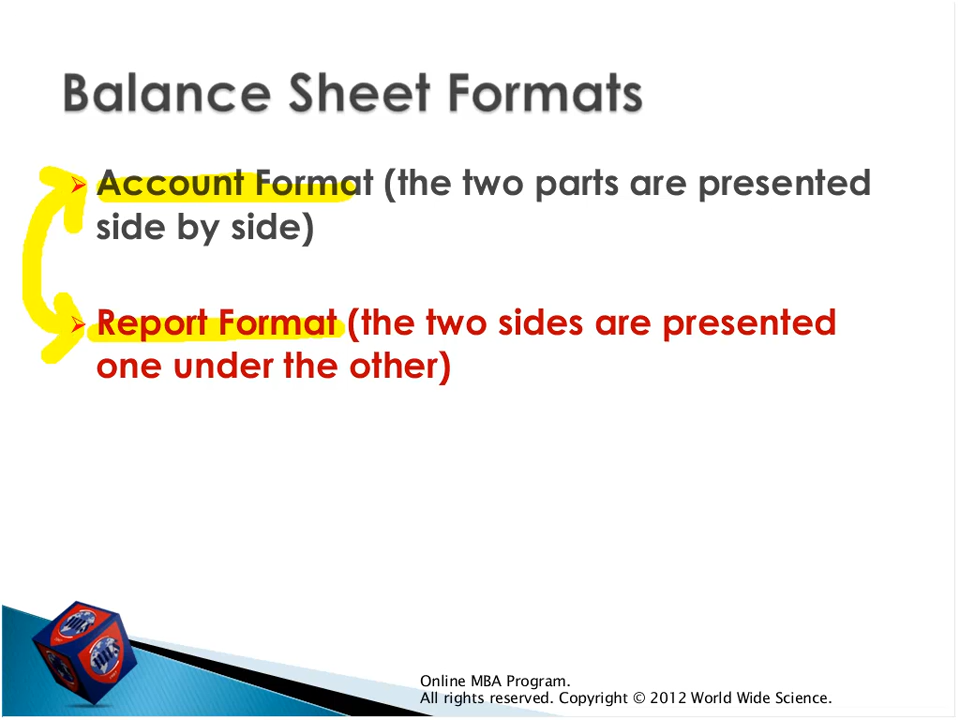 Balance Sheet Formats
Account Format (the two parts are presented
side by side)
Report Format (the two sides are presented
one under the other)
Online MBA Program.
All rights reserved. Copyright © 2012 World Wide Science.